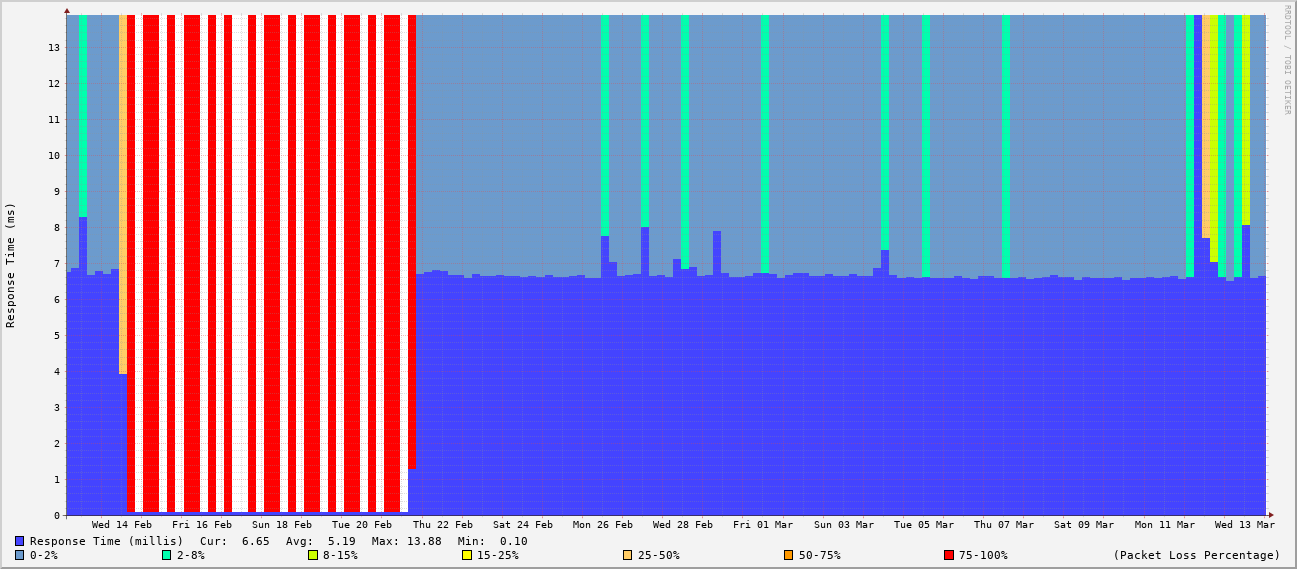 RRDTOOL / TOBI OETIKER
Response Time (ms)
13
12
11
10
9
8
7
6
5
4
3
2
1
0
Wed 14 Feb Fri 16 Feb Sun 18 Feb Tue 20 Feb Thu 22 Feb Sat 24 Feb Mon 26 Feb Wed 28 Feb Fri 01 Mar Sun 03 Mar Tue 05 Mar Thu 07 Mar Sat 09 Mar Mon 11 Mar Wed 13 Mar
Response Time (millis) Cur: 6.65 Avg: 5.19 Max: 13.88 Min: 0.10
0-2% 2-8% 8-15% 15-25% 25-50% 50-75% 75-100% (Packet Loss Percentage)